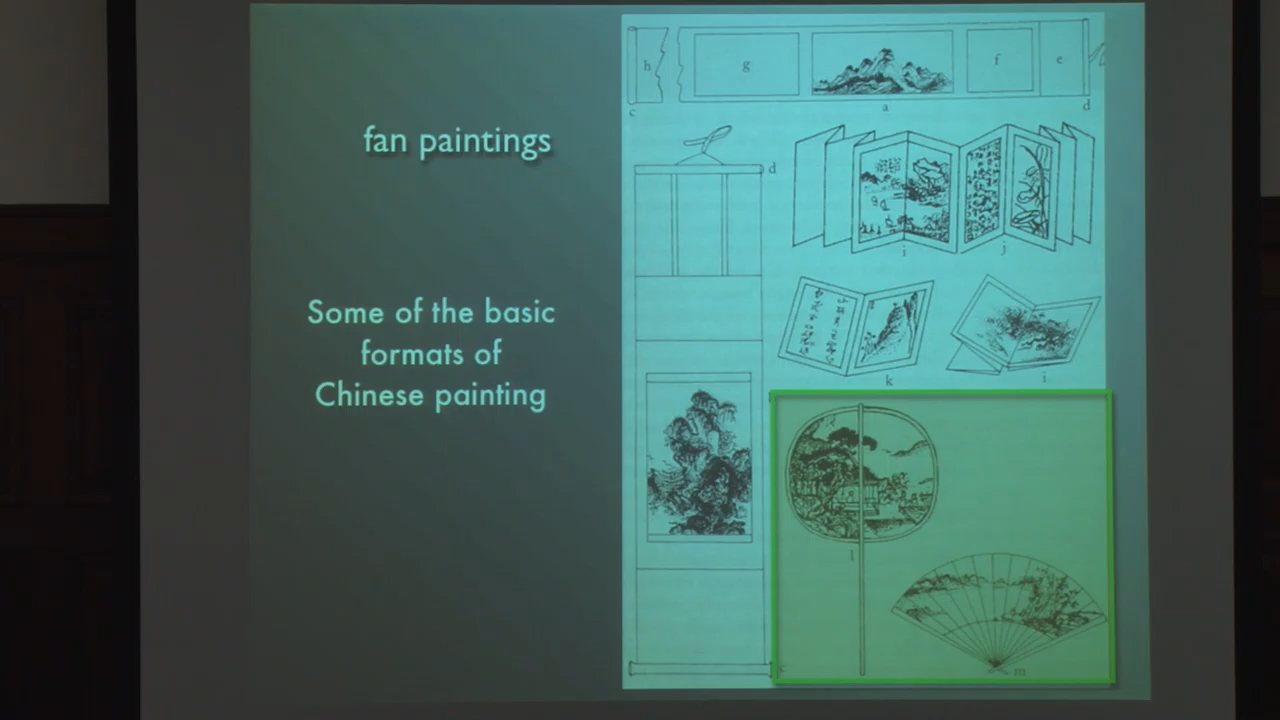 fan paintings
Some of the basic
formats of
Chinese painting
h
g
f
e
c
a
d
d
i
j
k
i
l
m
c